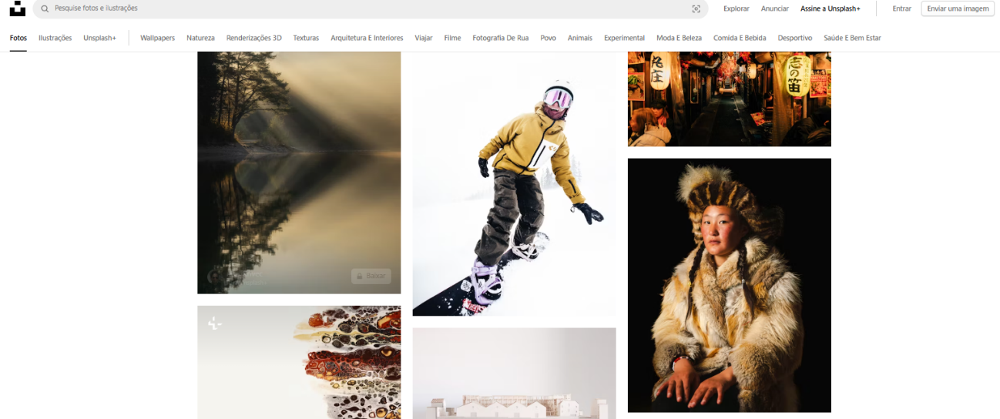 Pesquise fotos e ilustrações
Explorar
Anunciar
Assine a Unsplash+
Entrar
Enviar uma imagem
Fotos
Ilustrações
Unsplash+
Wallpapers
Natureza
Renderizações 3D
Texturas
Arquitetura E Interiores
Viajar
Filme
Fotografia De Rua
Povo
Animais
Experimental
Moda E Beleza
Comida E Bebida
Desportivo
Saúde E Bem Estar
志の笛
Baixar